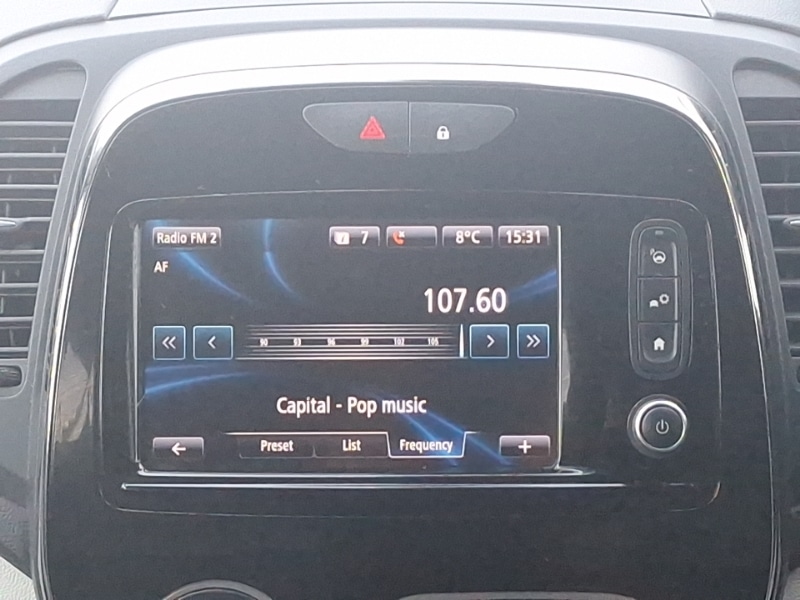 Radio FM 2 7 8°C 15:31
AF
107.60
90 93 96 99 102 105
Capital - Pop music
Preset List Frequency +